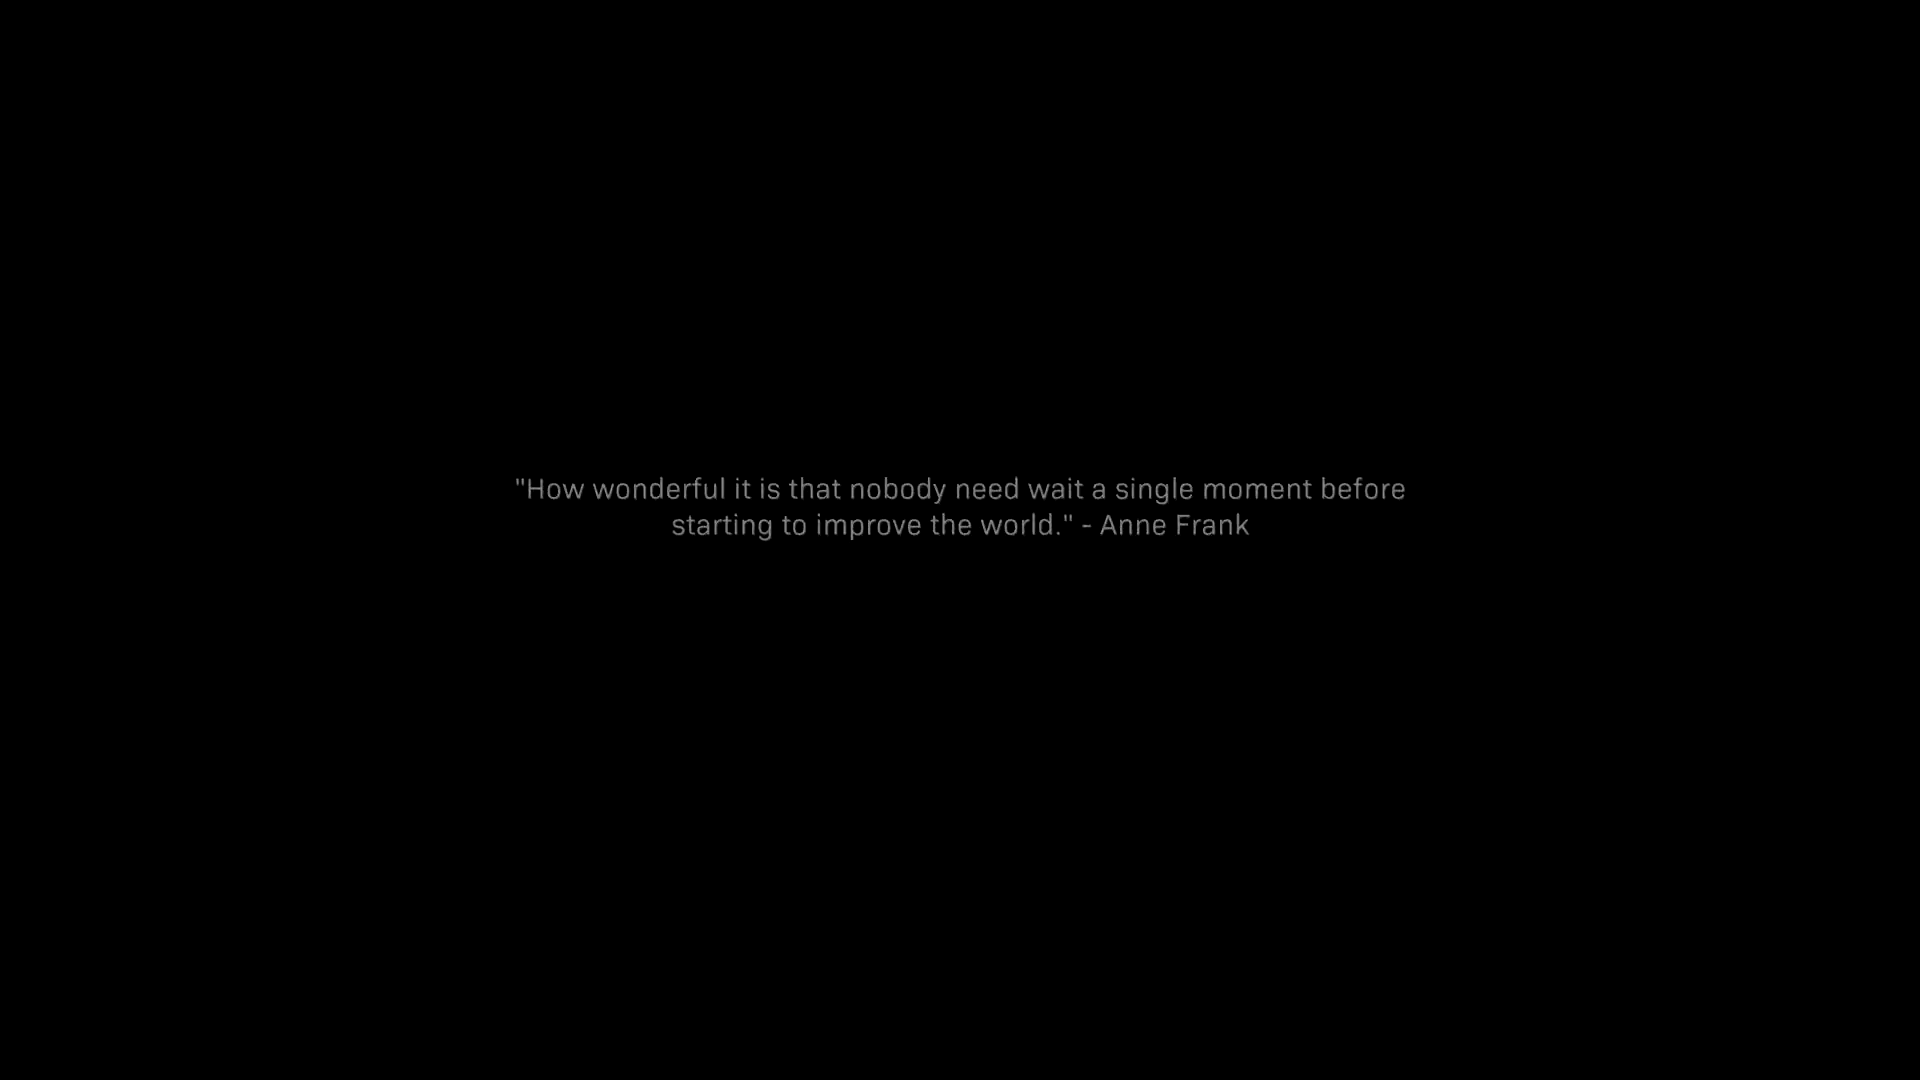 "How wonderful it is that nobody need wait a single moment before
starting to improve the world." - Anne Frank